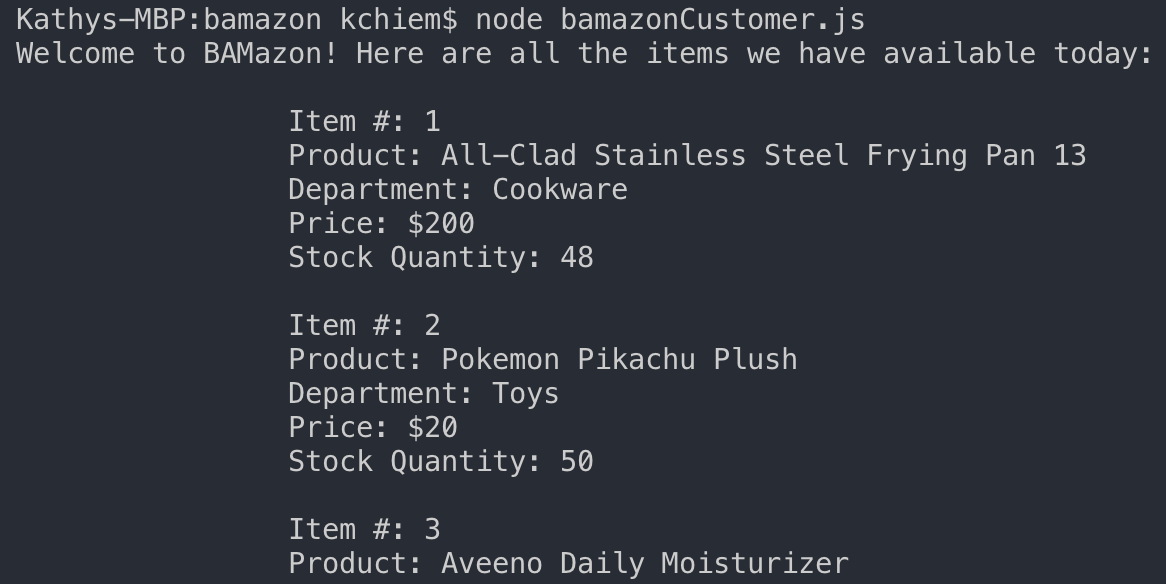 Kathys-MBP:bamazon kchiem$ node bamazonCustomer.js
Welcome to BAMazon! Here are all the items we have available today:
Item #: 1
Product: All-Clad Stainless Steel Frying Pan 13
Department: Cookware
Price: $200
Stock Quantity: 48
Item #: 2
Product: Pokemon Pikachu Plush
Department: Toys
Price: $20
Stock Quantity: 50
Item #: 3
Product: Aveeno Daily Moisturizer